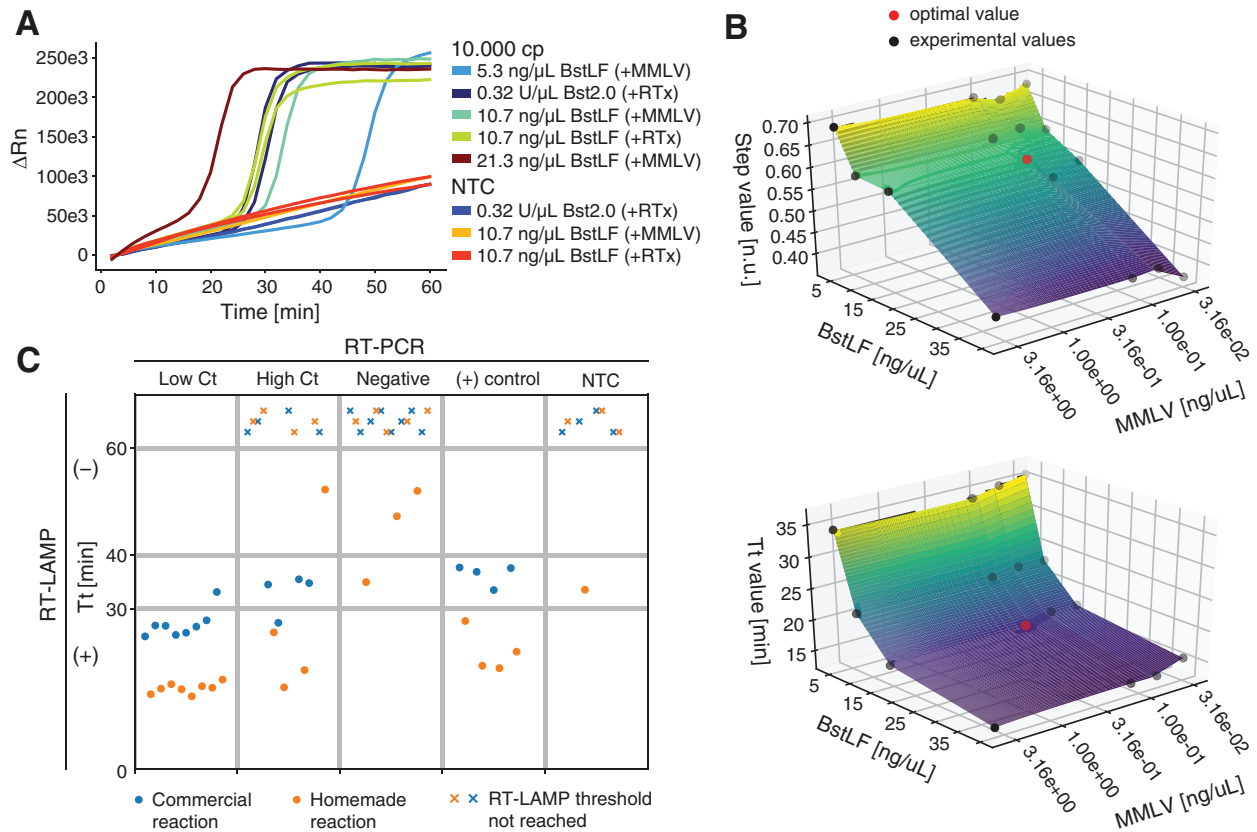 A
10.000 cp
5.3 ng/µL BstLF (+MMLV)
0.32 U/µL Bst2.0 (+RTx)
10.7 ng/µL BstLF (+MMLV)
10.7 ng/µL BstLF (+RTx)
21.3 ng/µL BstLF (+MMLV)
NTC
0.32 U/µL Bst2.0 (+RTx)
10.7 ng/µL BstLF (+MMLV)
10.7 ng/µL BstLF (+RTx)
ΔRn
250e3
200e3
150e3
100e3
50e3
0
0 10 20 30 40 50 60
Time [min]
B
optimal value
experimental values
Step value [n.u.]
0.70
0.65
0.60
0.55
0.50
0.45
0.40
5 15 25 35
BstLF [ng/uL]
3.16e+00 1.00e+00 3.16e-01 1.00e-01 3.16e-02
MMLV [ng/uL]
Tt value [min]
35
30
25
20
15
5 15 25 35
BstLF [ng/uL]
3.16e+00 1.00e+00 3.16e-01 1.00e-01 3.16e-02
MMLV [ng/uL]
C
RT-PCR
Low Ct High Ct Negative (+) control NTC
RT-LAMP
Tt [min]
(–)
(+)
60
40
30
0
Commercial
reaction
Homemade
reaction
RT-LAMP threshold
not reached